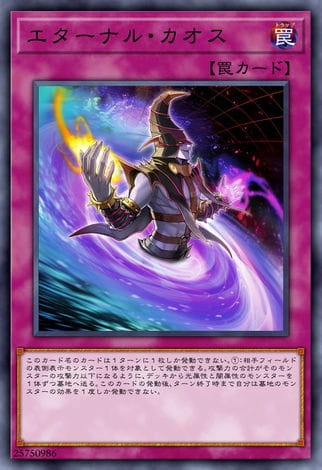 エターナル・カオス
トラップ
罠
【罠カード】
このカード名のカードは1ターンに1枚しか発動できない。①:相手フィールド
の表側表示モンスター1体を対象として発動できる。攻撃力の合計がそのモ
ンスターの攻撃力以下になるように、デッキから光属性と闇属性のモンスター
を1体ずつ墓地へ送る。このカードの発動後、ターン終了時まで自分は墓地のモン
スターの効果を1度しか発動できない。
25750986